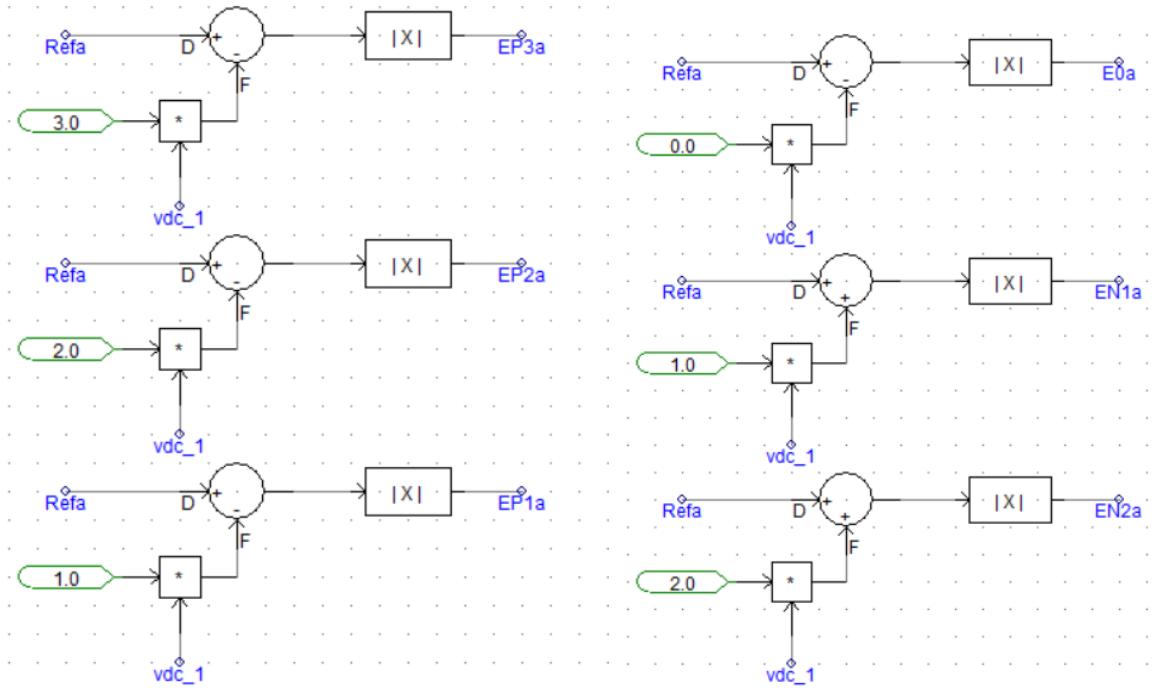 Refa D + - F |X| EP3a
3.0 *
vdc_1
Refa D + - F |X| EP2a
2.0 *
vdc_1
Refa D + - F |X| EP1a
1.0 *
vdc_1
Refa D + - F |X| E0a
0.0 *
vdc_1
Refa D + + F |X| EN1a
1.0 *
vdc_1
Refa D + + F |X| EN2a
2.0 *
vdc_1